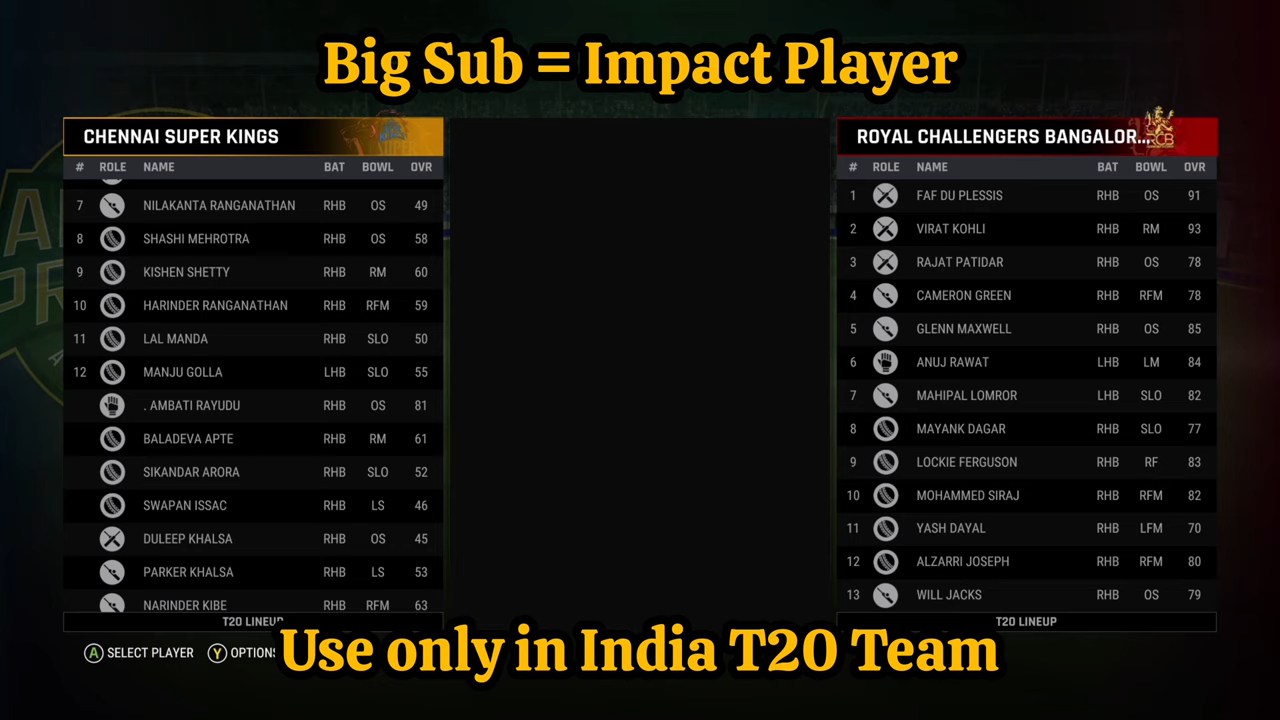 Big Sub = Impact Player
CHENNAI SUPER KINGS
# ROLE NAME BAT BOWL OVR
7 NILAKANTA RANGANATHAN RHB OS 49
8 SHASHI MEHROTRA RHB OS 58
9 KISHEN SHETTY RHB RM 60
10 HARINDER RANGANATHAN RHB RFM 59
11 LAL MANDA RHB SLO 50
12 MANJU GOLLA LHB SLO 55
. AMBATI RAYUDU RHB OS 81
BALADEVA APTE RHB RM 61
SIKANDAR ARORA RHB SLO 52
SWAPAN ISSAC RHB LS 46
DULEEP KHALSA RHB OS 45
PARKER KHALSA RHB LS 53
NARINDER KIBE RHB RFM 63
T20 LINEUP
ROYAL CHALLENGERS BANGALOR...
RCB
# ROLE NAME BAT BOWL OVR
1 FAF DU PLESSIS RHB OS 91
2 VIRAT KOHLI RHB RM 93
3 RAJAT PATIDAR RHB OS 78
4 CAMERON GREEN RHB RFM 78
5 GLENN MAXWELL RHB OS 85
6 ANUJ RAWAT LHB LM 84
7 MAHIPAL LOMROR LHB SLO 82
8 MAYANK DAGAR RHB SLO 77
9 LOCKIE FERGUSON RHB RF 83
10 MOHAMMED SIRAJ RHB RFM 82
11 YASH DAYAL RHB LFM 70
12 ALZARRI JOSEPH RHB RFM 80
13 WILL JACKS RHB OS 79
T20 LINEUP
A SELECT PLAYER Y OPTIONS
Use only in India T20 Team